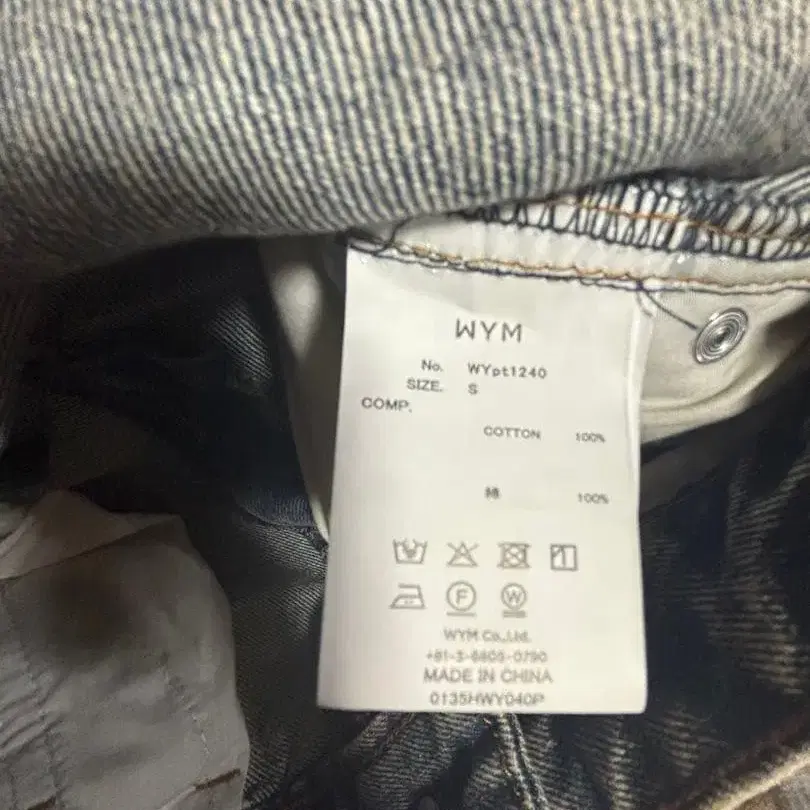 WYM
No. WYpt1240
SIZE. S
COMP.
COTTON 100%
綿 100%
F W
WYM Co.,Ltd.
+81-3-6805-0790
MADE IN CHINA
0135HWY040P